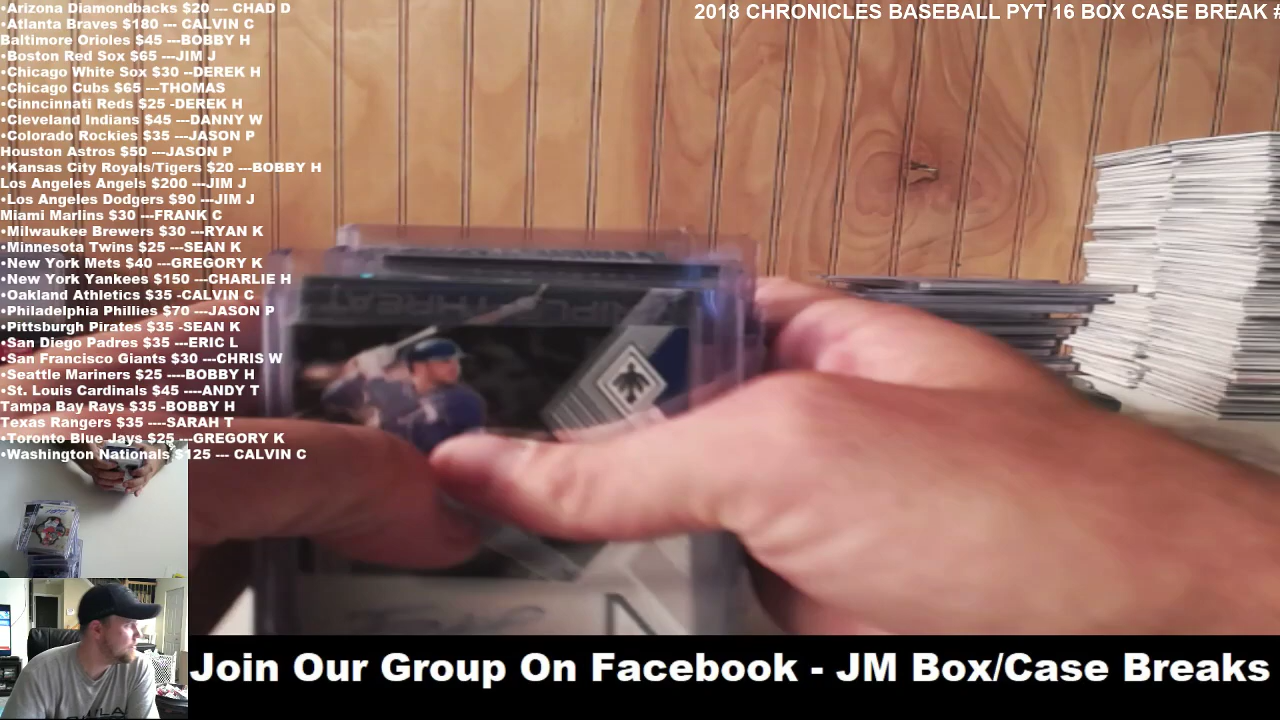 •Arizona Diamondbacks $20 --- CHAD D
•Atlanta Braves $180 --- CALVIN C
Baltimore Orioles $45 ---BOBBY H
•Boston Red Sox $65 ---JIM J
•Chicago White Sox $30 --DEREK H
•Chicago Cubs $65 ---THOMAS
•Cinncinnati Reds $25 -DEREK H
•Cleveland Indians $45 ---DANNY W
•Colorado Rockies $35 ---JASON P
Houston Astros $50 ---JASON P
•Kansas City Royals/Tigers $20 ---BOBBY H
Los Angeles Angels $200 ---JIM J
•Los Angeles Dodgers $90 ---JIM J
Miami Marlins $30 ---FRANK C
•Milwaukee Brewers $30 ---RYAN K
•Minnesota Twins $25 ---SEAN K
•New York Mets $40 ---GREGORY K
•New York Yankees $150 ---CHARLIE H
•Oakland Athletics $35 -CALVIN C
•Philadelphia Phillies $70 ---JASON P
•Pittsburgh Pirates $35 -SEAN K
•San Diego Padres $35 ---ERIC L
•San Francisco Giants $30 ---CHRIS W
•Seattle Mariners $25 ----BOBBY H
•St. Louis Cardinals $45 ----ANDY T
Tampa Bay Rays $35 -BOBBY H
Texas Rangers $35 ----SARAH T
•Toronto Blue Jays $25 ---GREGORY K
•Washington Nationals $125 --- CALVIN C
2018 CHRONICLES BASEBALL PYT 16 BOX CASE BREAK #
THREAT
Join Our Group On Facebook - JM Box/Case Breaks